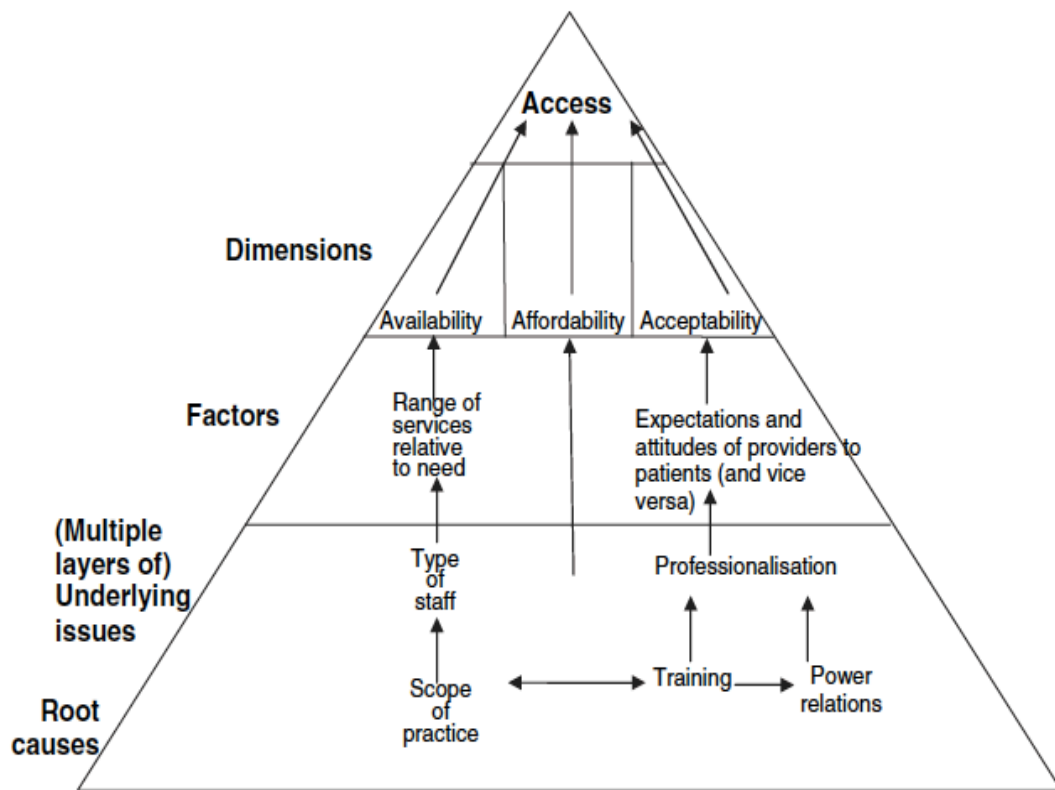 Access
Dimensions
Availability
Affordability
Acceptability
Factors
Range of
services
relative
to need
Expectations and
attitudes of providers to
patients (and vice
versa)
(Multiple
layers of)
Underlying
issues
Type
of
staff
Professionalisation
Root
causes
Scope
of
practice
Training
Power
relations